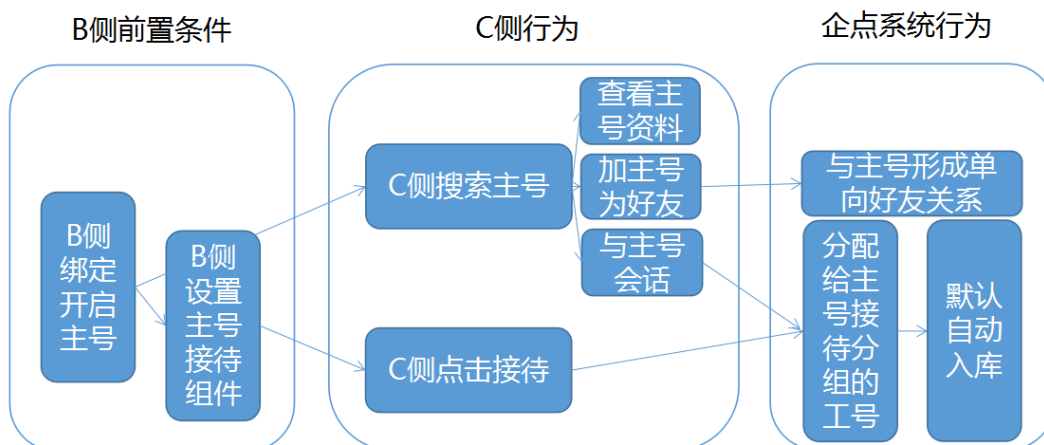 B侧前置条件
C侧行为
企点系统行为
B侧
绑定
开启
主号
B侧
设置
主号
接待
组件
C侧搜索主号
C侧点击接待
查看主
号资料
加主号
为好友
与主号
会话
与主号形成单
向好友关系
分配
给主
号接
待分
组的
工号
默认
自动
入库